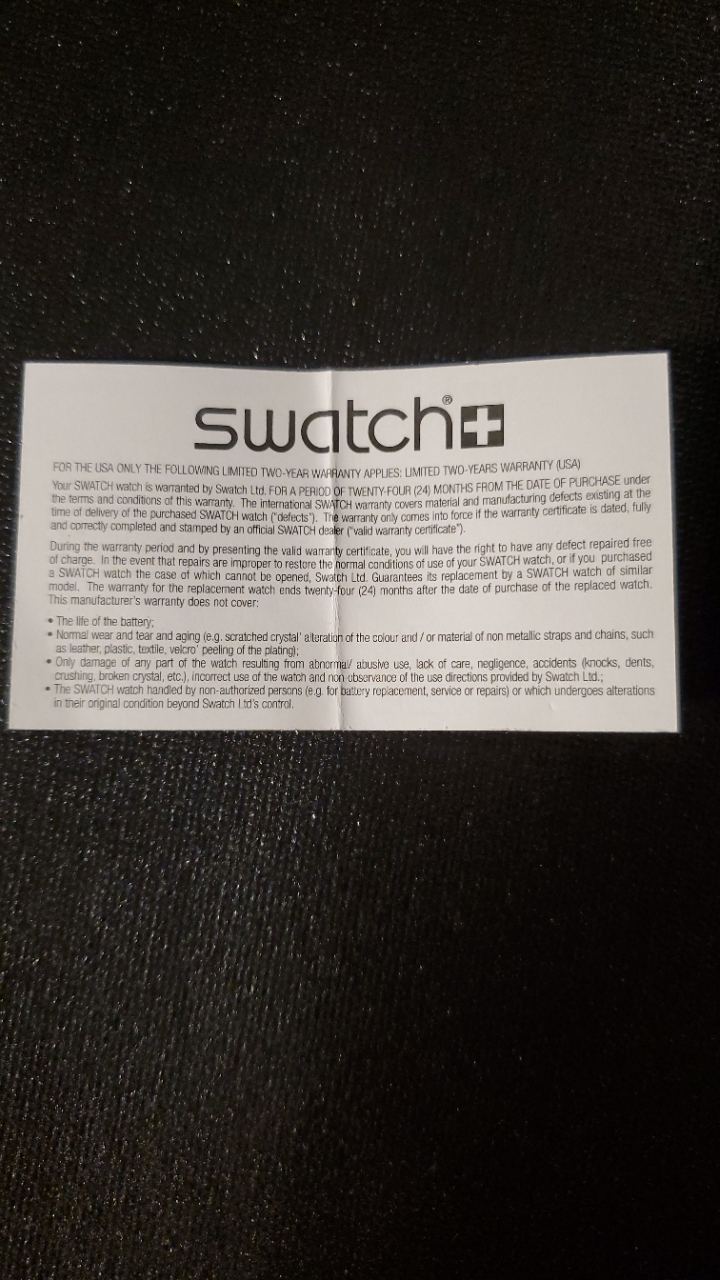 swatch®
FOR THE USA ONLY THE FOLLOWING LIMITED TWO-YEAR WARRANTY APPLIES: LIMITED TWO-YEARS WARRANTY (USA)
Your SWATCH watch is warranted by Swatch Ltd. FOR A PERIOD OF TWENTY-FOUR (24) MONTHS FROM THE DATE OF PURCHASE under
the terms and conditions of this warranty. The international SWATCH warranty covers material and manufacturing defects existing at the
time of delivery of the purchased SWATCH watch ("defects"). The warranty only comes into force if the warranty certificate is dated, fully
and correctly completed and stamped by an official SWATCH dealer ("valid warranty certificate").
During the warranty period and by presenting the valid warranty certificate, you will have the right to have any defect repaired free
of charge. In the event that repairs are improper to restore the normal conditions of use of your SWATCH watch, or if you purchased
a SWATCH watch the case of which cannot be opened, Swatch Ltd. Guarantees its replacement by a SWATCH watch of similar
model. The warranty for the replacement watch ends twenty-four (24) months after the date of purchase of the replaced watch.
This manufacturer's warranty does not cover:
• The life of the battery;
• Normal wear and tear and aging (e.g. scratched crystal' alteration of the colour and / or material of non metallic straps and chains, such
as leather, plastic, textile, velcro' peeling of the plating);
• Only damage of any part of the watch resulting from abnormal/ abusive use, lack of care, negligence, accidents (knocks, dents,
crushing, broken crystal, etc.), incorrect use of the watch and non observance of the use directions provided by Swatch Ltd.;
• The SWATCH watch handled by non-authorized persons (e.g. for battery replacement, service or repairs) or which undergoes alterations
in their original condition beyond Swatch Ltd's control.